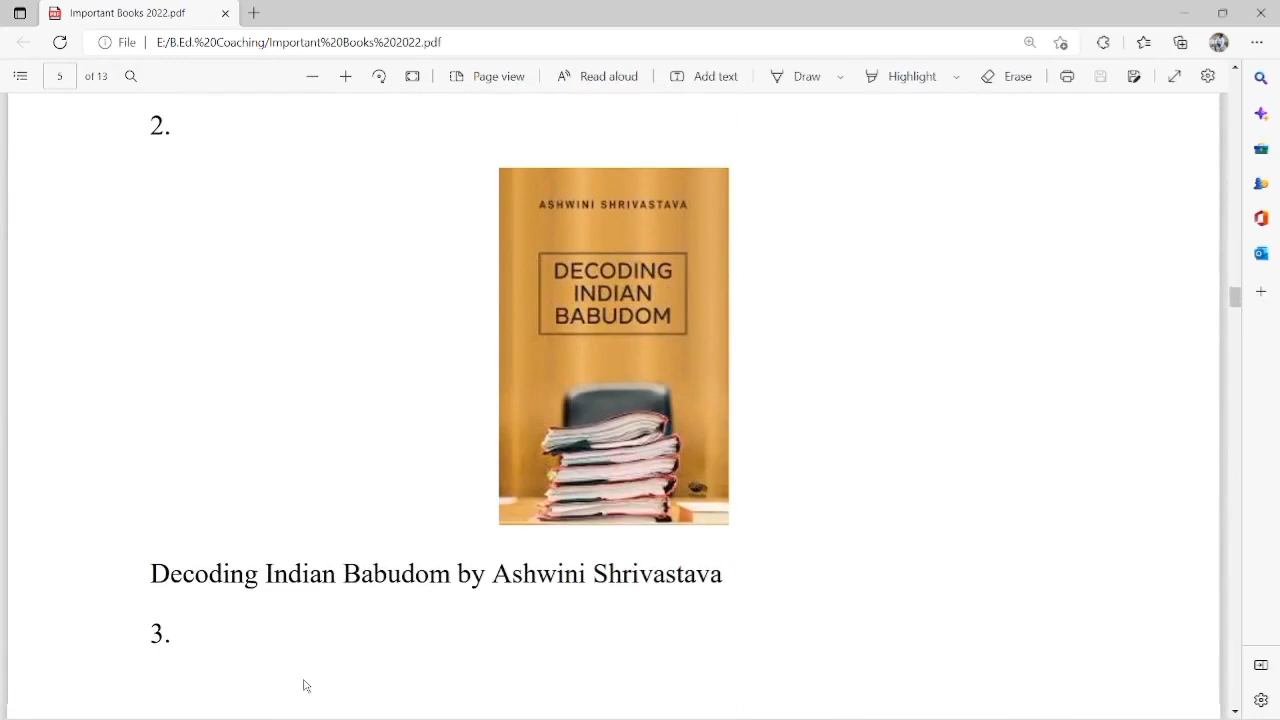 Important Books 2022.pdf
File E:/B.Ed.%20Coaching/Important%20Books%202022.pdf
5 of 13 Page view Read aloud Add text Draw Highlight Erase
2.
ASHWINI SHRIVASTAVA
DECODING
INDIAN
BABUDOM
Decoding Indian Babudom by Ashwini Shrivastava
3.